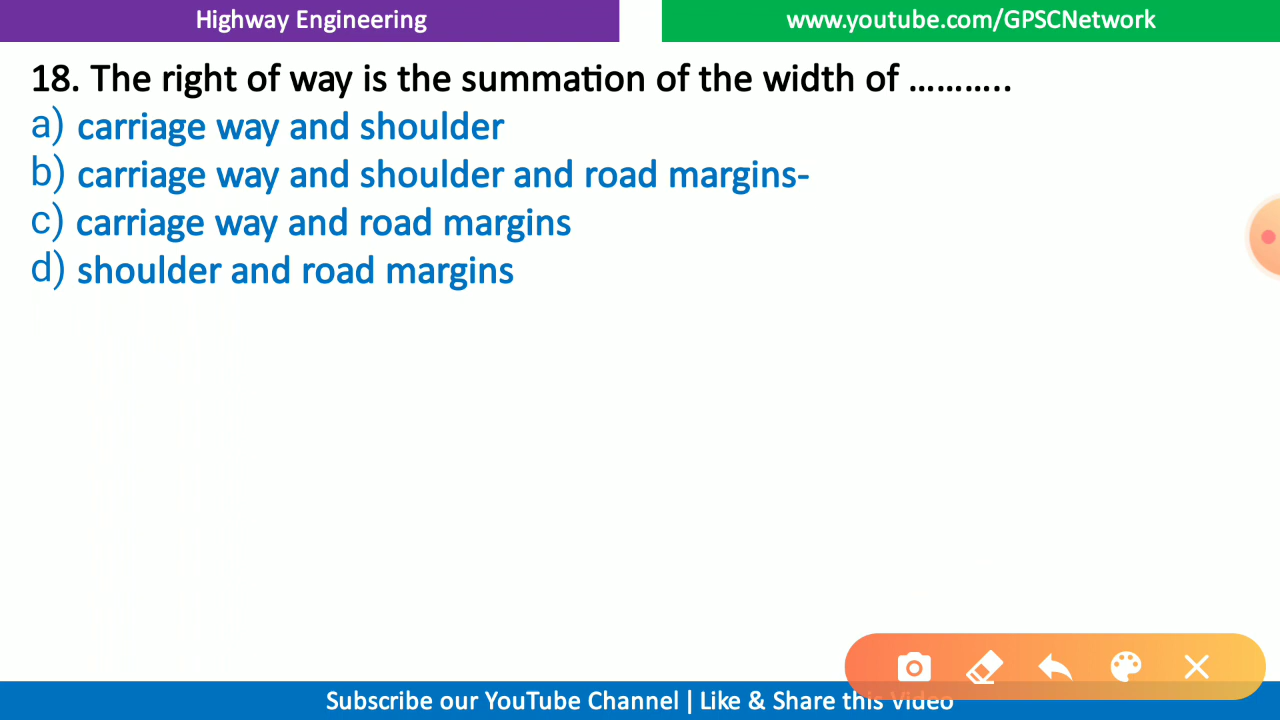 Highway Engineering
www.youtube.com/GPSCNetwork
18. The right of way is the summation of the width of ………..
a) carriage way and shoulder
b) carriage way and shoulder and road margins-
c) carriage way and road margins
d) shoulder and road margins
Subscribe our YouTube Channel | Like & Share this Video